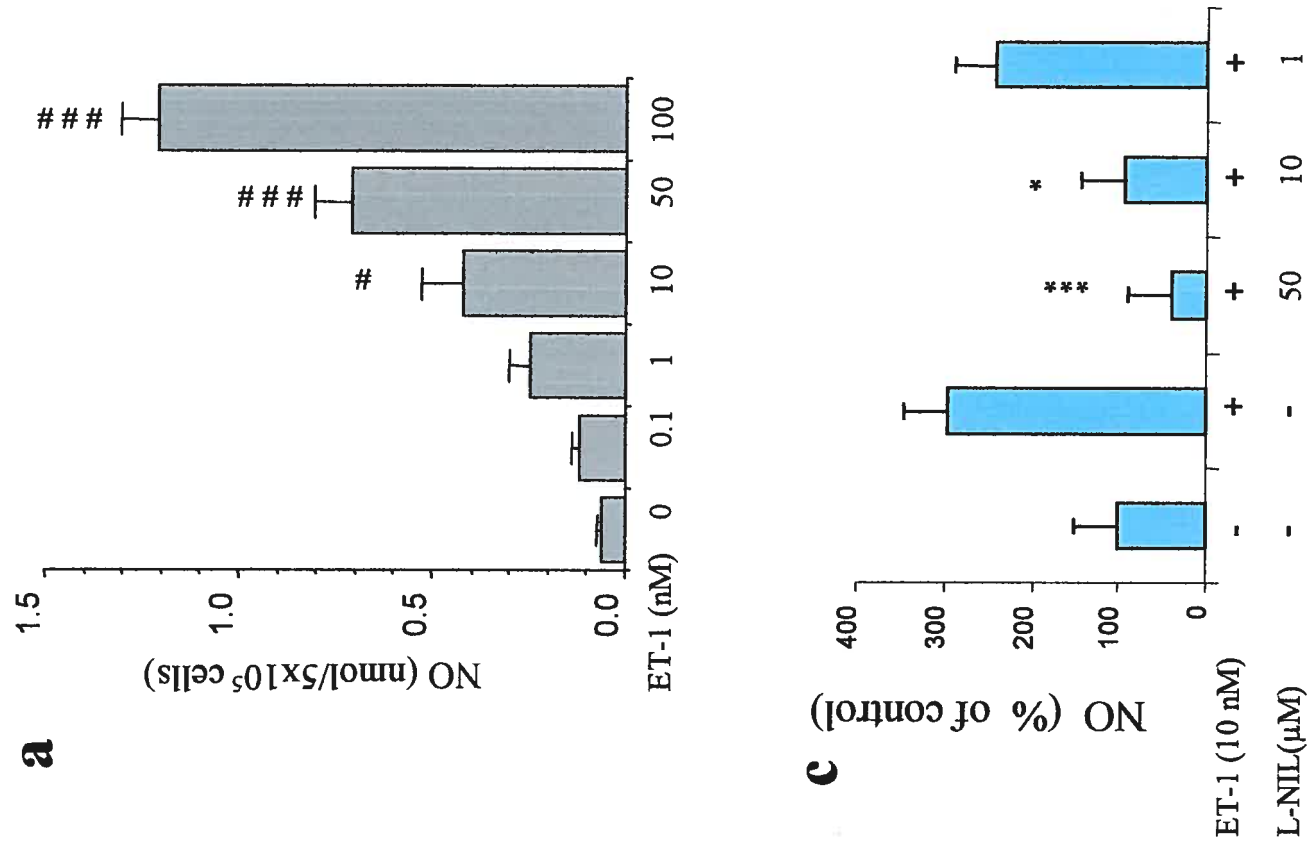 a
NO (nmol/5x10⁵ cells)
1.5
1.0
0.5
0.0
# # #
# # #
#
ET-1 (nM) 0 0.1 1 10 50 100
c
NO (% of control)
400
300
200
100
0
***
*
ET-1 (10 nM) - + + + +
L-NIL(µM) - - 50 10 1